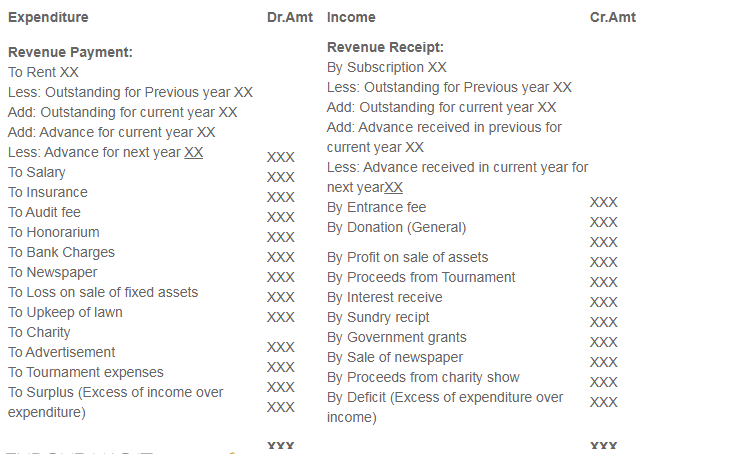 Expenditure Dr.Amt Income Cr.Amt
Revenue Payment:
To Rent XX
Less: Outstanding for Previous year XX
Add: Outstanding for current year XX
Add: Advance for current year XX
Less: Advance for next year XX
To Salary
To Insurance
To Audit fee
To Honorarium
To Bank Charges
To Newspaper
To Loss on sale of fixed assets
To Upkeep of lawn
To Charity
To Advertisement
To Tournament expenses
To Surplus (Excess of income over
expenditure)
XXX
XXX
XXX
XXX
XXX
XXX
XXX
XXX
XXX
XXX
XXX
XXX
XXX
XXX
Revenue Receipt:
By Subscription XX
Less: Outstanding for Previous year XX
Add: Outstanding for current year XX
Add: Advance received in previous for
current year XX
Less: Advance received in current year for
next yearXX
By Entrance fee
By Donation (General)
By Profit on sale of assets
By Proceeds from Tournament
By Interest receive
By Sundry recipt
By Government grants
By Sale of newspaper
By Proceeds from charity show
By Deficit (Excess of expenditure over
income)
XXX
XXX
XXX
XXX
XXX
XXX
XXX
XXX
XXX
XXX
XXX
XXX